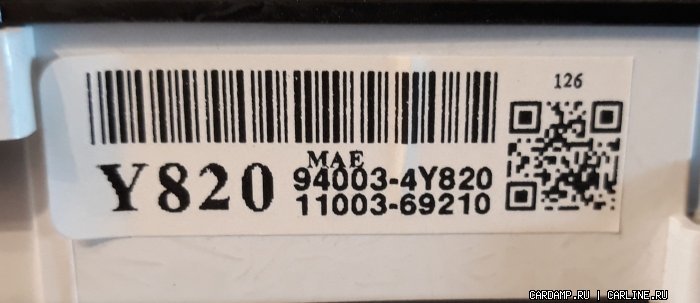 126
MAE
Y820
94003-4Y820
11003-69210
CARDAMP.RU | CARLINE.RU